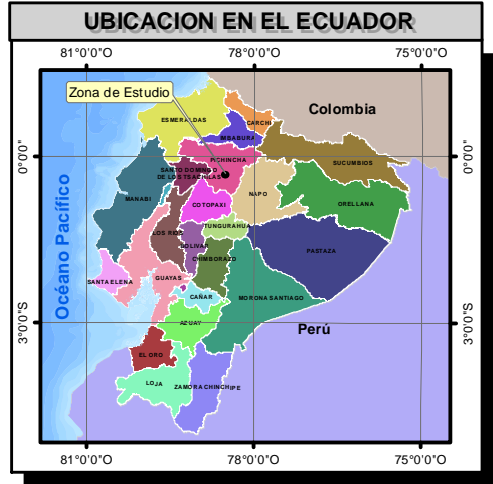 UBICACION EN EL ECUADOR
81°0'0"O 78°0'0"O 75°0'0"O
Zona de Estudio
Colombia
ESMERALDAS
CARCHI
IMBABURA
0°0'0" 0°0'0"
PICHINCHA
SUCUMBIOS
SANTO DOMINGO
DE LOS TSACHILAS
NAPO
MANABI
COTOPAXI
ORELLANA
Océano Pacífico
TUNGURAHUA
LOS RIOS
BOLIVAR
PASTAZA
CHIMBORAZO
SANTA ELENA
GUAYAS
CAÑAR
MORONA SANTIAGO
3°0'0"S 3°0'0"S
AZUAY
Perú
EL ORO
LOJA
ZAMORA CHINCHIPE
81°0'0"O 78°0'0"O 75°0'0"O